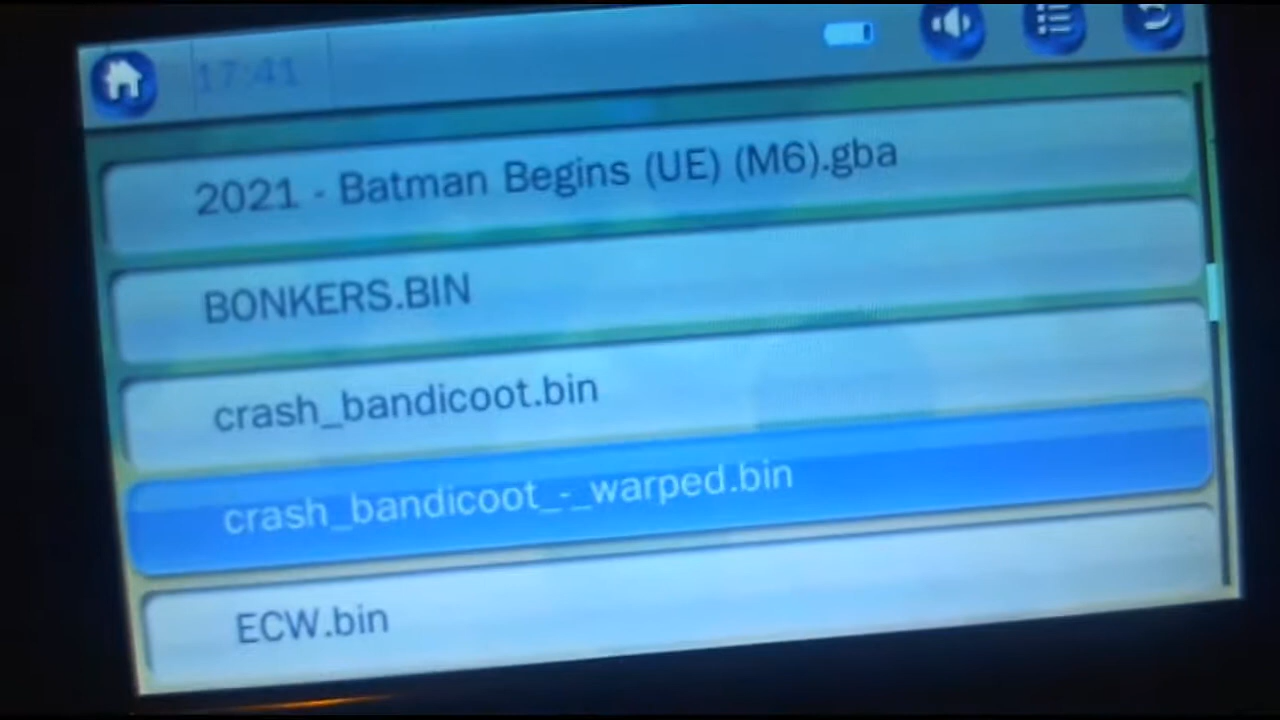 17:41
2021 - Batman Begins (UE) (M6).gba
BONKERS.BIN
crash_bandicoot.bin
crash_bandicoot_-_warped.bin
ECW.bin